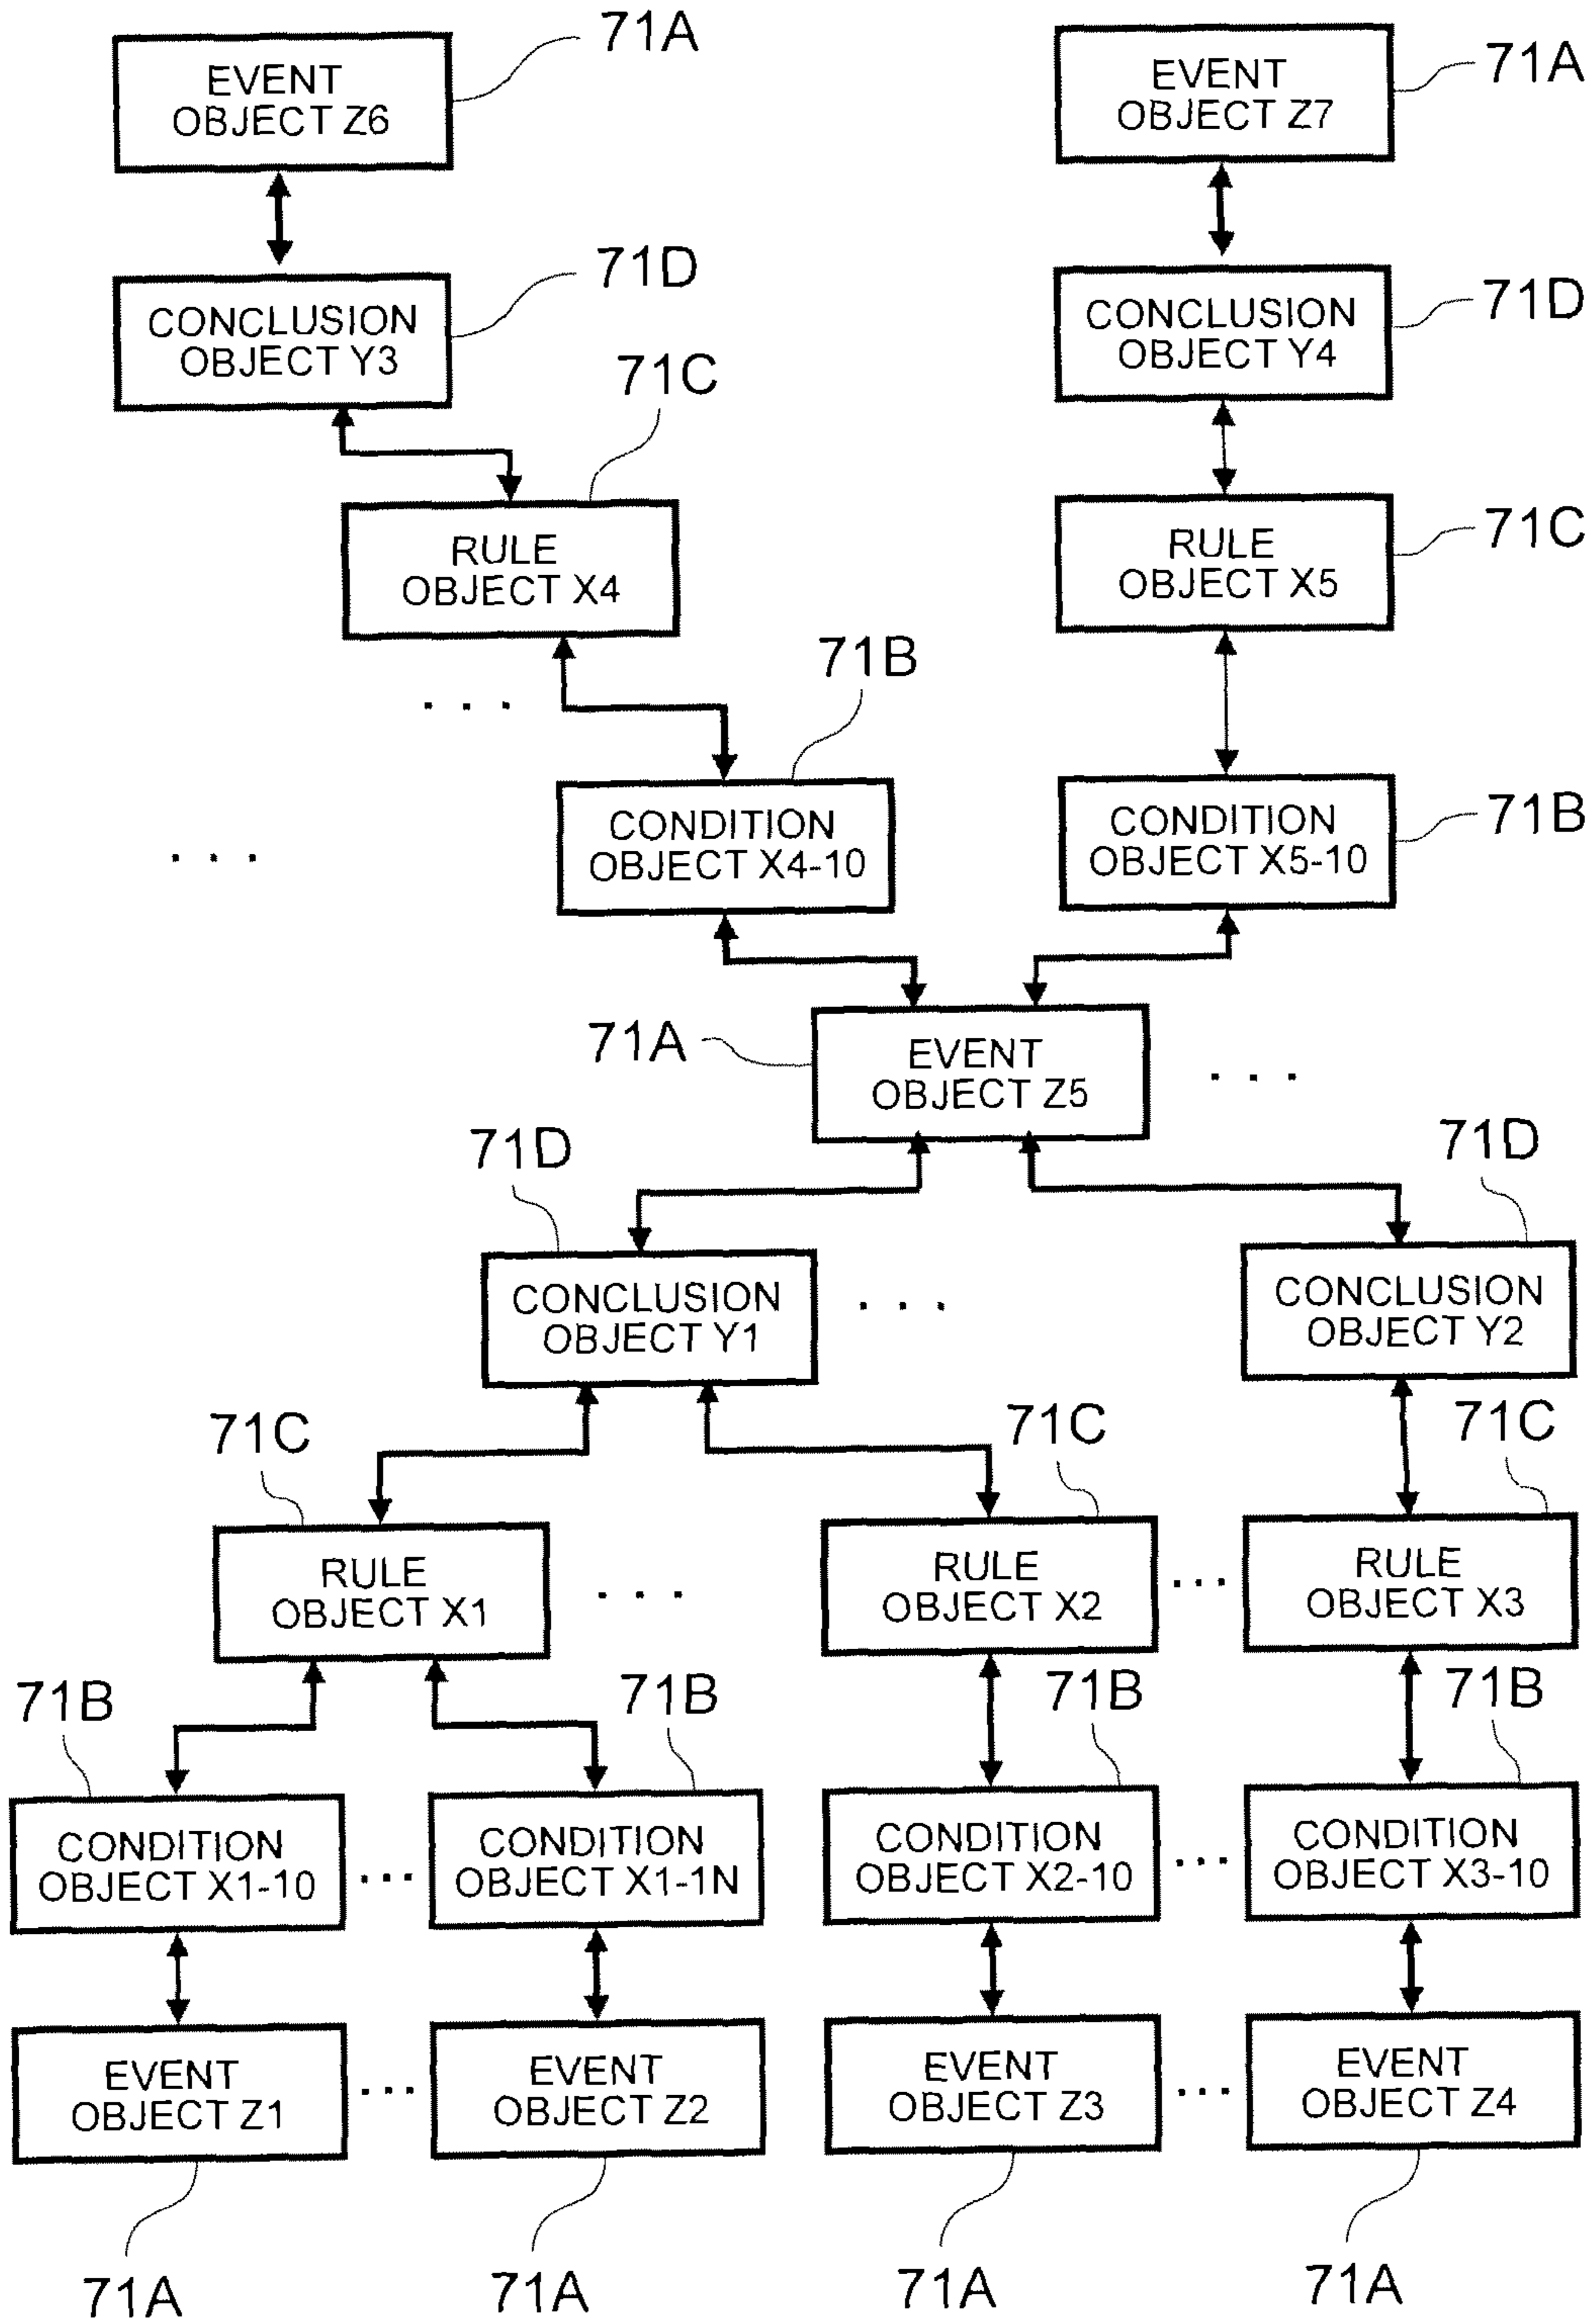 71A
EVENT
OBJECT Z6
71A
EVENT
OBJECT Z7
71D
CONCLUSION
OBJECT Y3
71D
CONCLUSION
OBJECT Y4
71C
RULE
OBJECT X4
71C
RULE
OBJECT X5
. . .
71B
CONDITION
OBJECT X4-10
71B
CONDITION
OBJECT X5-10
. . .
71A
EVENT
OBJECT Z5
. . .
71D
CONCLUSION
OBJECT Y1
. . .
71D
CONCLUSION
OBJECT Y2
71C
RULE
OBJECT X1
. . .
71C
RULE
OBJECT X2
...
71C
RULE
OBJECT X3
71B
CONDITION
OBJECT X1-10
...
71B
CONDITION
OBJECT X1-1N
71B
CONDITION
OBJECT X2-10
...
71B
CONDITION
OBJECT X3-10
EVENT
OBJECT Z1
...
EVENT
OBJECT Z2
EVENT
OBJECT Z3
...
EVENT
OBJECT Z4
71A
71A
71A
71A